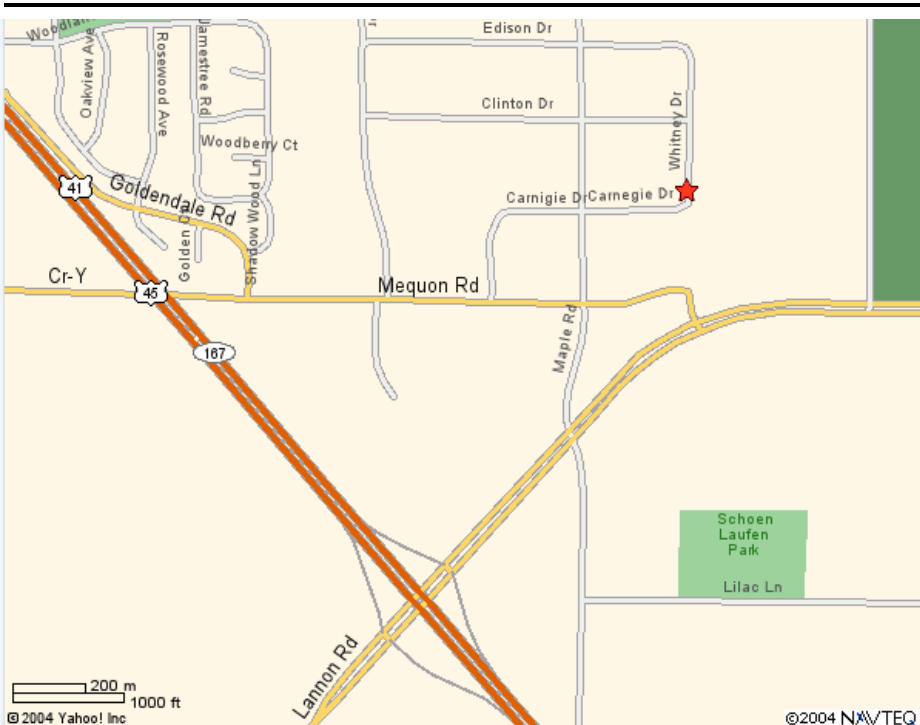 Woodlan
Edison Dr
Oakview Ave
Rosewood Ave
Jamestree Rd
Clinton Dr
Whitney Dr
Woodberry Ct
41
Goldendale Rd
Golden D
Shadow Wood Ln
Carnigie Dr
Carnegie Dr
Cr-Y
45
Mequon Rd
Maple Rd
167
Schoen
Laufen
Park
Lilac Ln
Lannon Rd
200 m
1000 ft
©2004 Yahoo! Inc
©2004 NAVTEQ